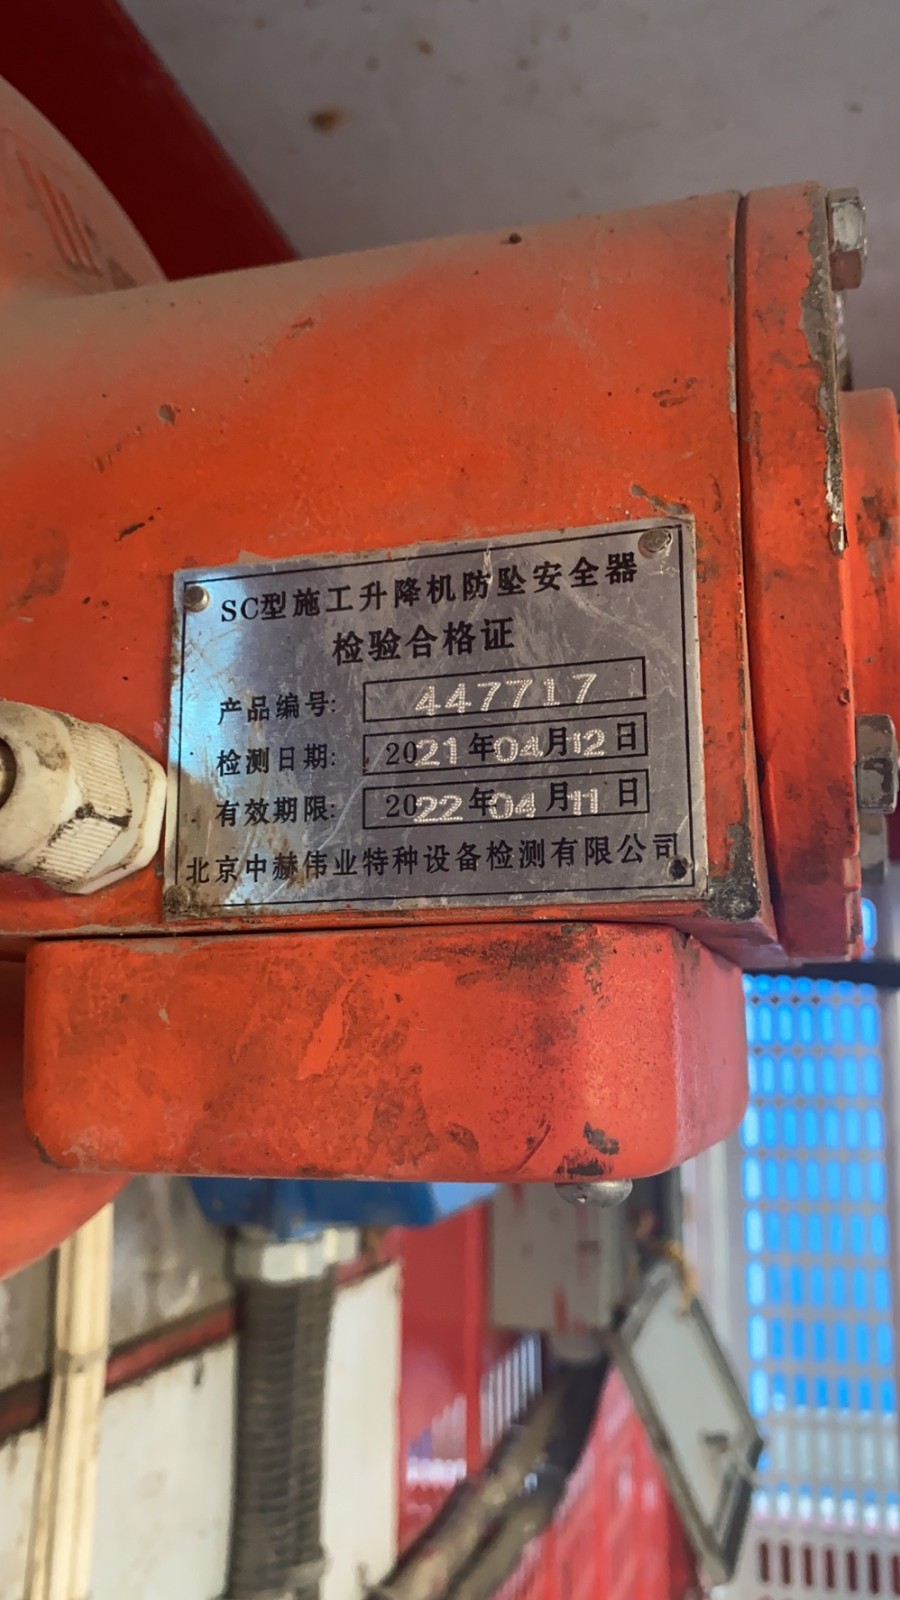 SC型施工升降机防坠安全器
检验合格证
产品编号: 447717
检测日期: 2021年04月12日
有效期限: 2022年04月11日
北京中赫伟业特种设备检测有限公司